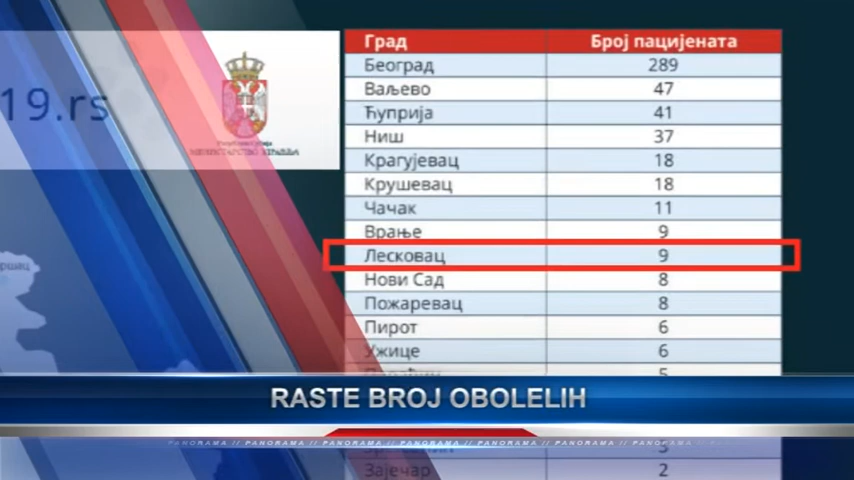 Град Број пацијената
Београд 289
Ваљево 47
Ћуприја 41
19.rs
Ниш 37
МИНИСТАРСТВО ЗДРАВЉА
Крагујевац 18
Крушевац 18
Чачак 11
Врање 9
Лесковац 9
Нови Сад 8
Пожаревац 8
Пирот 6
Ужице 6
5
RASTE BROJ OBOLELIH
PANORAMA // PANORAMA // PANORAMA // PANORAMA // PANORAMA // PANORAMA // PANORAMA //
Зајечар 2